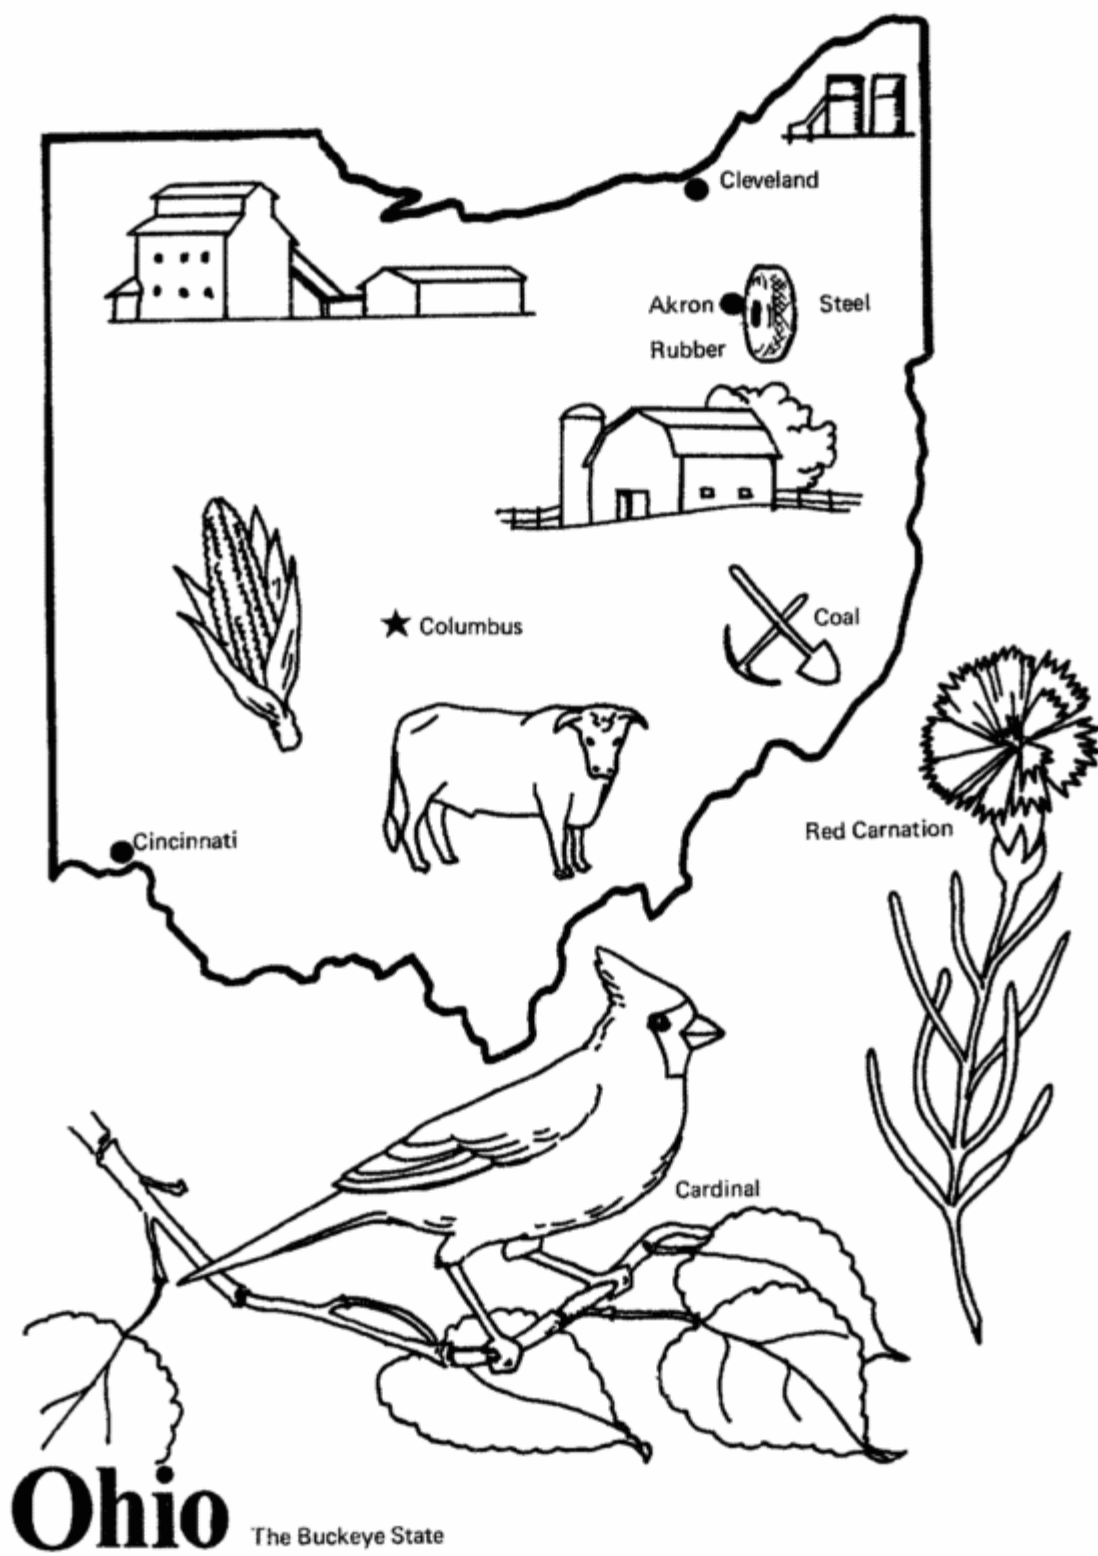 Cleveland
Akron
Steel
Rubber
Columbus
Coal
Cincinnati
Red Carnation
Cardinal
Ohio
The Buckeye State